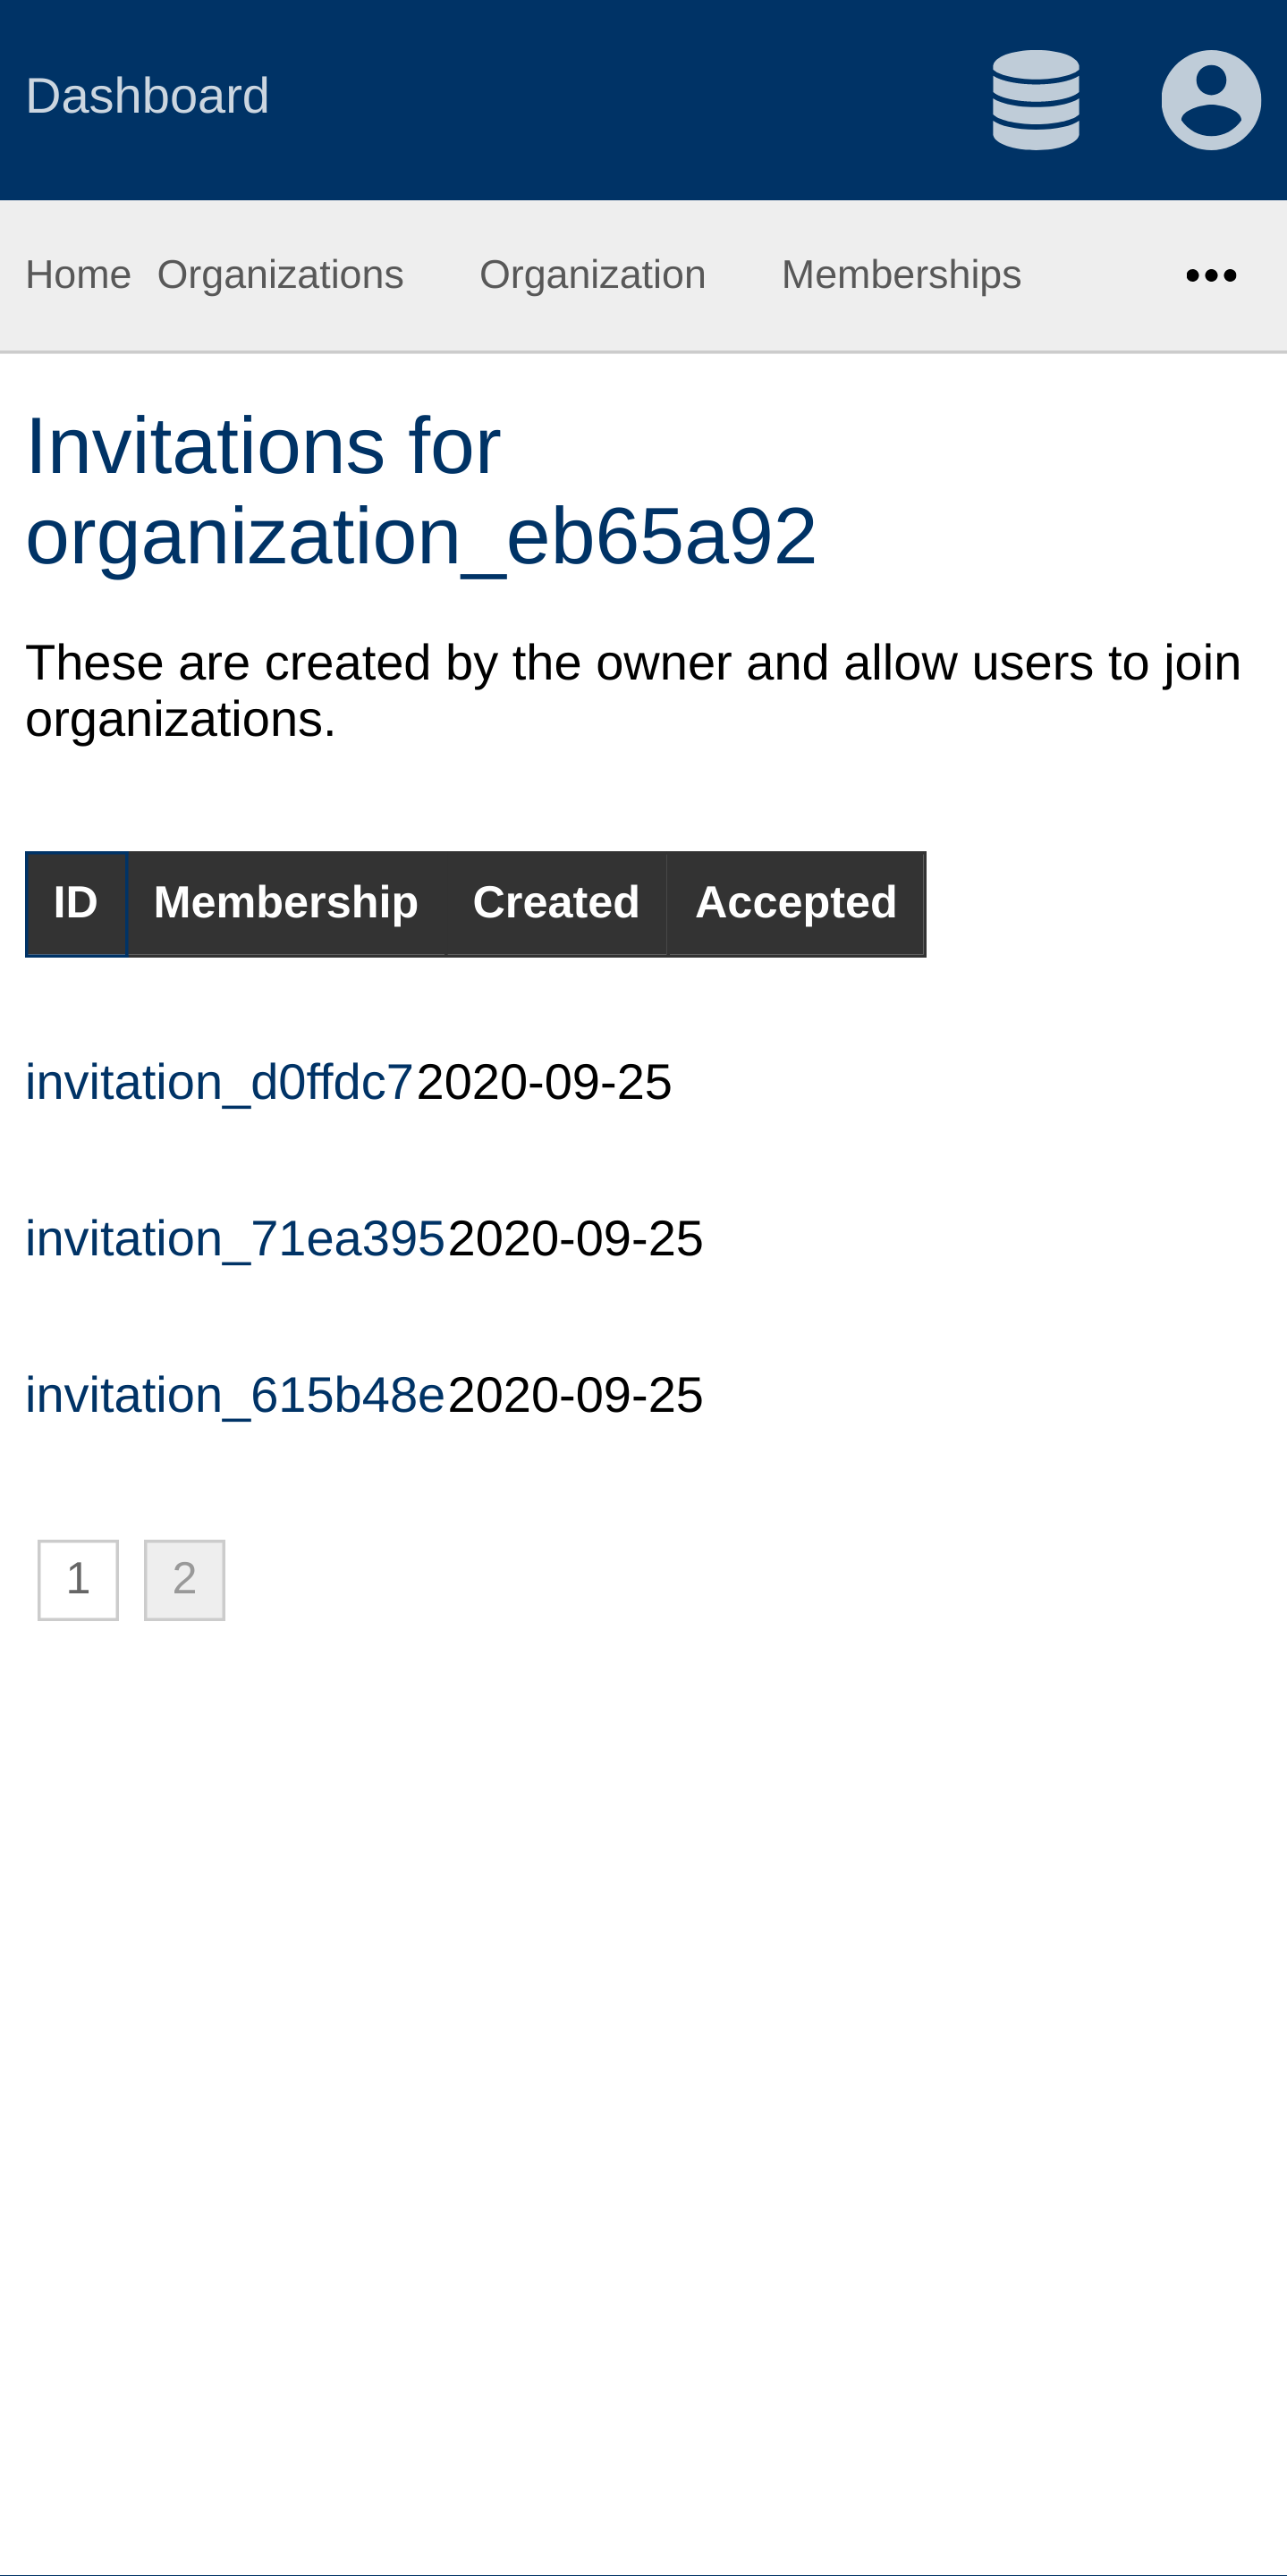 Dashboard
Home Organizations Organization Memberships •••
Invitations for
organization_eb65a92
These are created by the owner and allow users to join
organizations.
ID Membership Created Accepted
invitation_d0ffdc7 2020-09-25
invitation_71ea395 2020-09-25
invitation_615b48e 2020-09-25
1 2